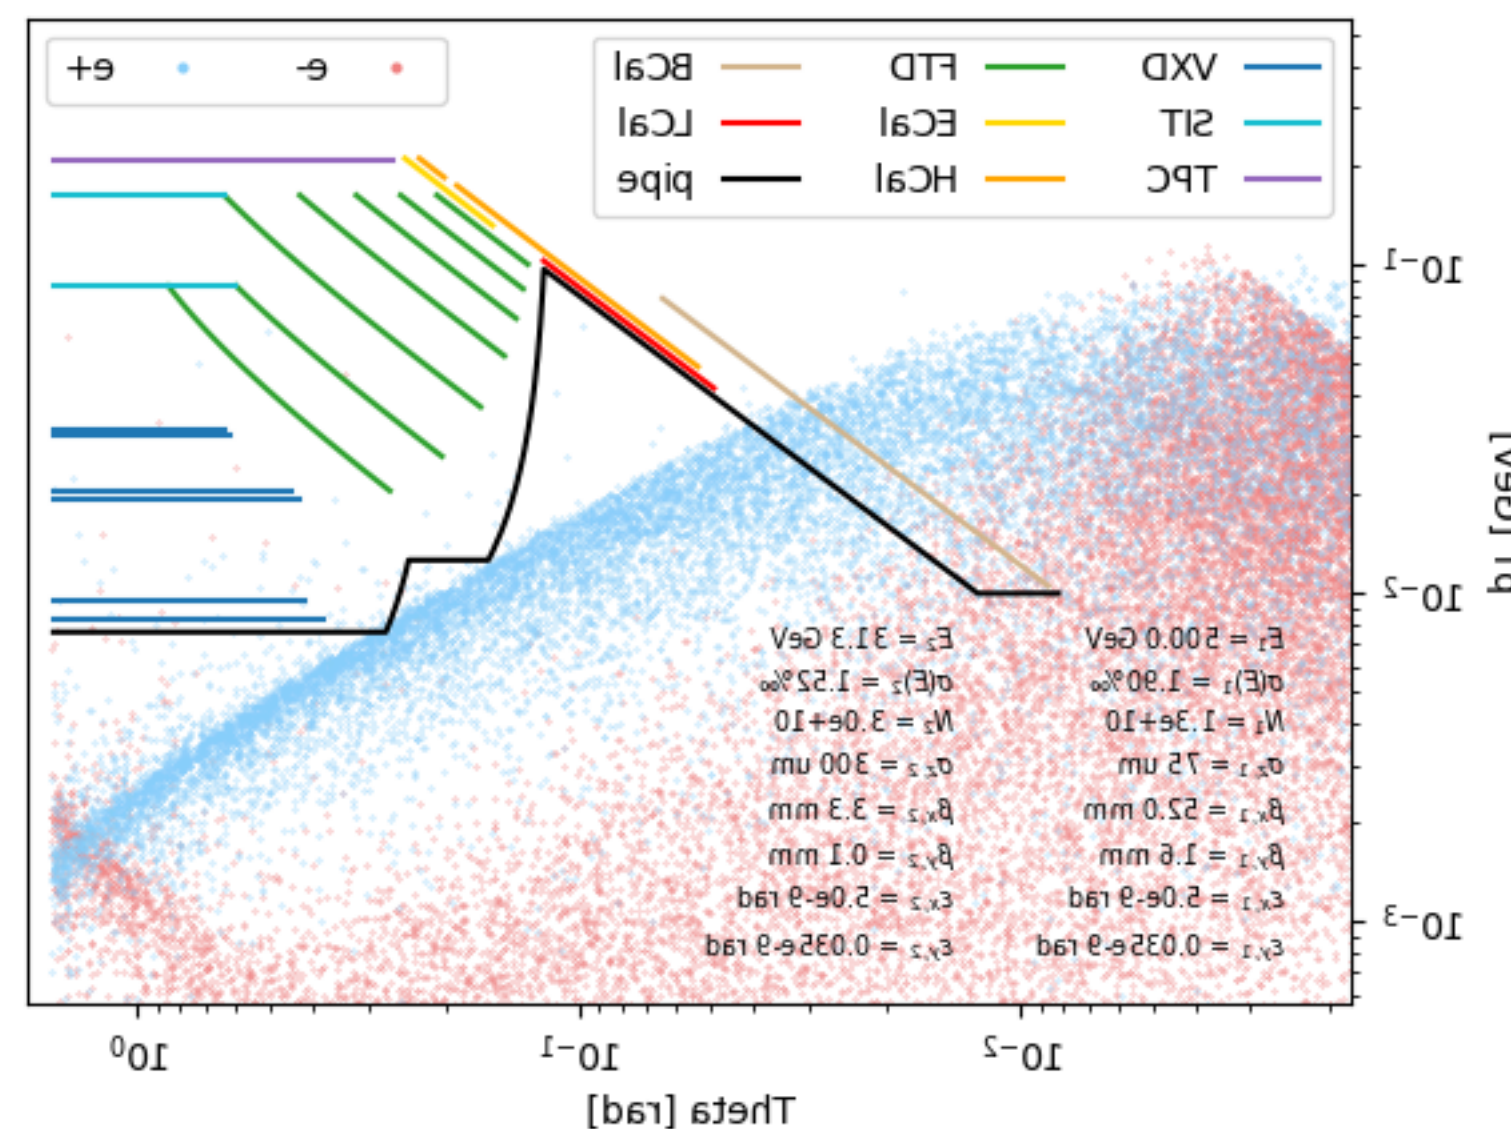 VXD FTD BCal
SIT ECal LCal
TPC HCal pipe
e- e+
10⁻¹
10⁻²
10⁻³
pT [GeV]
E₁ = 500.0 GeV
σ(E)₁ = 1.90‰
N₁ = 1.3e+10
σz,1 = 75 um
βx,1 = 52.0 mm
βy,1 = 1.6 mm
εx,1 = 5.0e-9 rad
εy,1 = 0.035e-9 rad
E₂ = 31.3 GeV
σ(E)₂ = 1.52‰
N₂ = 3.0e+10
σz,2 = 300 um
βx,2 = 3.3 mm
βy,2 = 0.1 mm
εx,2 = 5.0e-9 rad
εy,2 = 0.035e-9 rad
10⁻² 10⁻¹ 10⁰
Theta [rad]